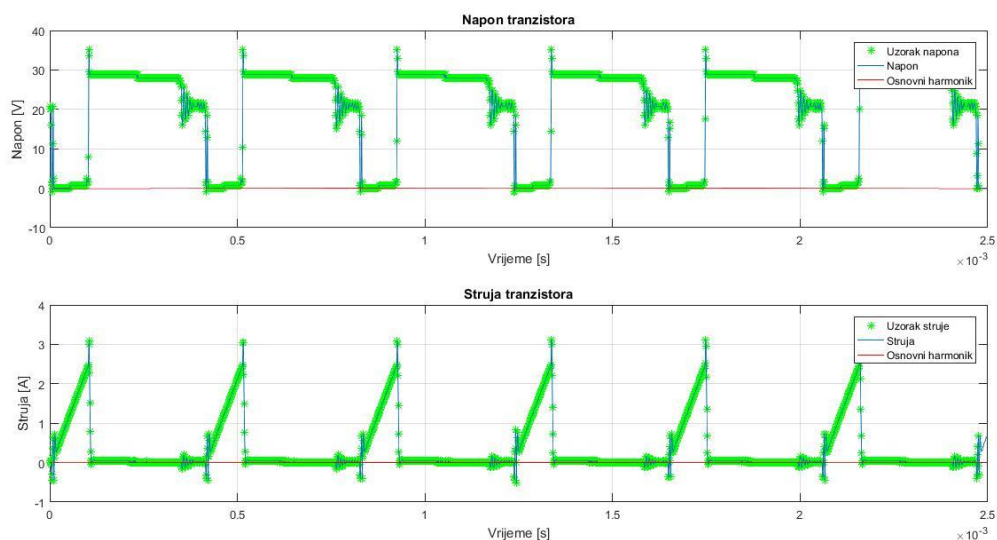 Napon tranzistora
40
30
20
10
0
-10
Napon [V]
Uzorak napona
Napon
Osnovni harmonik
0
0.5
1
1.5
2
2.5
Vrijeme [s]
×10⁻³
Struja tranzistora
4
3
2
1
0
-1
Struja [A]
Uzorak struje
Struja
Osnovni harmonik
0
0.5
1
1.5
2
2.5
Vrijeme [s]
×10⁻³